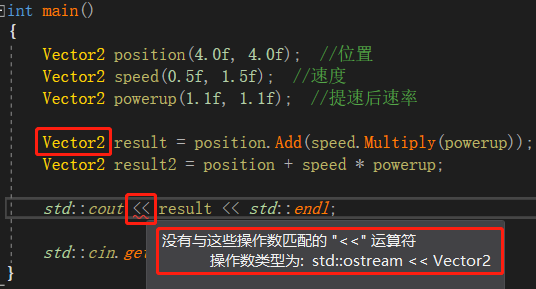 int main()
{
Vector2 position(4.0f, 4.0f); //位置
Vector2 speed(0.5f, 1.5f); //速度
Vector2 powerup(1.1f, 1.1f); //提速后速率
Vector2 result = position.Add(speed.Multiply(powerup));
Vector2 result2 = position + speed * powerup;
std::cout << result << std::endl;
没有与这些操作数匹配的 "<<" 运算符
操作数类型为: std::ostream << Vector2
std::cin.get
}